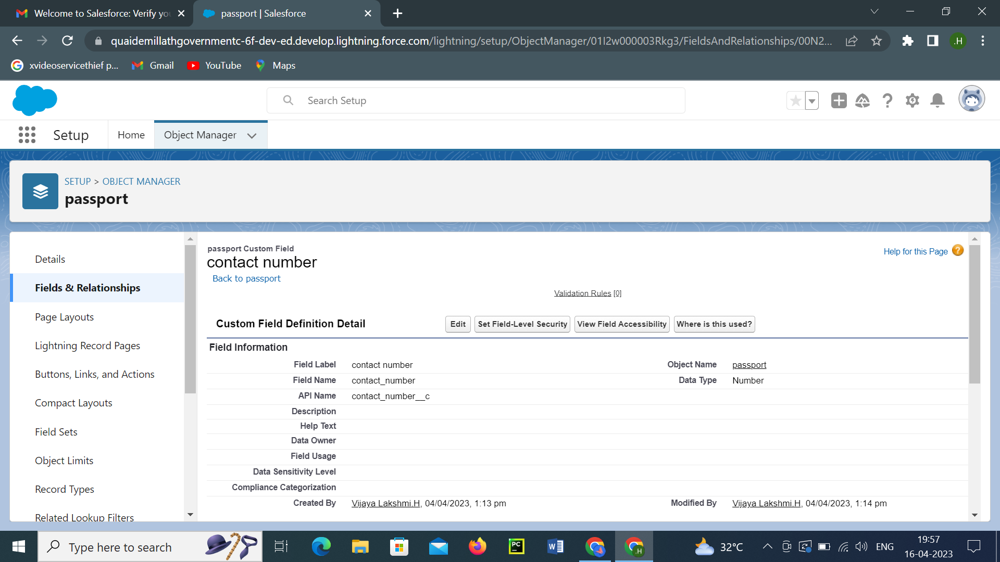 Welcome to Salesforce: Verify you
passport | Salesforce
quaidemillathgovernmentc-6f-dev-ed.develop.lightning.force.com/lightning/setup/ObjectManager/01I2w000003Rkg3/FieldsAndRelationships/00N2...
.H
xvideoservicethief p...
Gmail
YouTube
Maps
Search Setup
Setup
Home
Object Manager
SETUP > OBJECT MANAGER
passport
Details
Fields & Relationships
Page Layouts
Lightning Record Pages
Buttons, Links, and Actions
Compact Layouts
Field Sets
Object Limits
Record Types
Related Lookup Filters
passport Custom Field
contact number
Back to passport
Help for this Page
Validation Rules [0]
Custom Field Definition Detail
Edit
Set Field-Level Security
View Field Accessibility
Where is this used?
Field Information
Field Label contact number Object Name passport
Field Name contact_number Data Type Number
API Name contact_number__c
Description
Help Text
Data Owner
Field Usage
Data Sensitivity Level
Compliance Categorization
Created By Vijaya Lakshmi.H, 04/04/2023, 1:13 pm Modified By Vijaya Lakshmi.H, 04/04/2023, 1:14 pm
Type here to search
PC
W
.H
32°C
ENG
19:57
16-04-2023